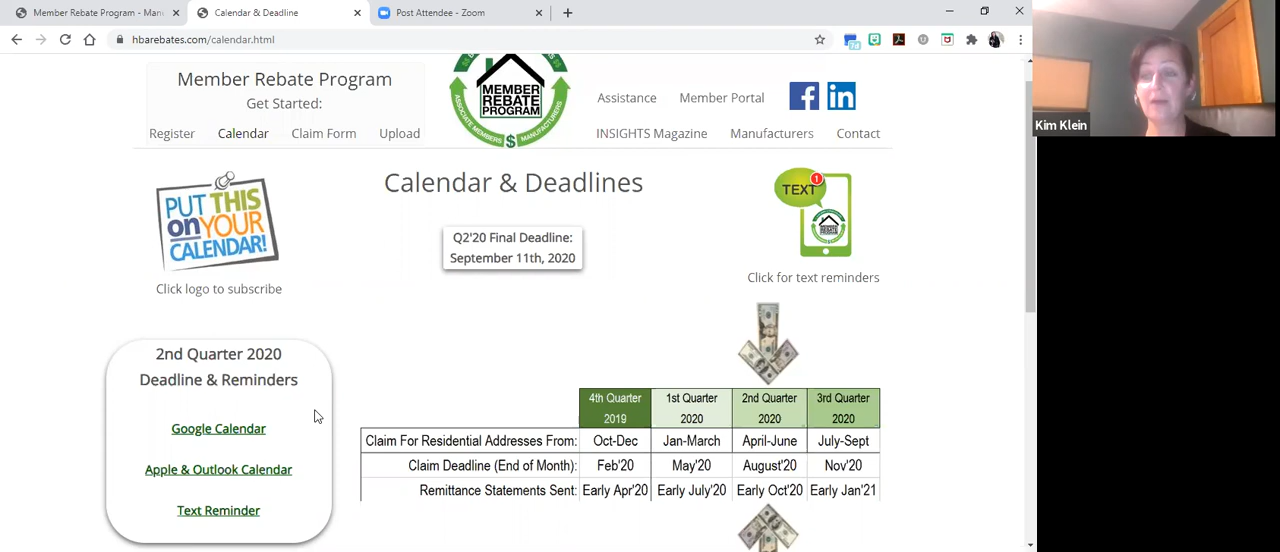 Member Rebate Program - Man
Calendar & Deadline
Post Attendee - Zoom
hbarebates.com/calendar.html
Member Rebate Program
Get Started:
Register
Calendar
Claim Form
Upload
ASSOCIATE MEMBERS
MANUFACTURERS
MEMBER
REBATE
PROGRAM
$
Assistance
Member Portal
f
in
INSIGHTS Magazine
Manufacturers
Contact
Kim Klein
PUT THIS
on YOUR
CALENDAR!
Click logo to subscribe
Calendar & Deadlines
Q2'20 Final Deadline:
September 11th, 2020
TEXT
1
Click for text reminders
2nd Quarter 2020
Deadline & Reminders
Google Calendar
Apple & Outlook Calendar
Text Reminder
4th Quarter 2019 1st Quarter 2020 2nd Quarter 2020 3rd Quarter 2020
Claim For Residential Addresses From: Oct-Dec Jan-March April-June July-Sept
Claim Deadline (End of Month): Feb'20 May'20 August'20 Nov'20
Remittance Statements Sent: Early Apr'20 Early July'20 Early Oct'20 Early Jan'21